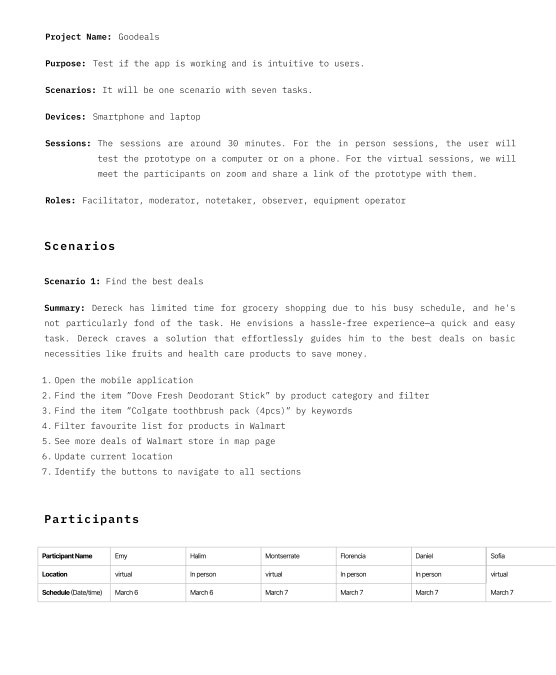 Project Name: Goodeals
Purpose: Test if the app is working and is intuitive to users.
Scenarios: It will be one scenario with seven tasks.
Devices: Smartphone and laptop
Sessions: The sessions are around 30 minutes. For the in person sessions, the user will
test the prototype on a computer or on a phone. For the virtual sessions, we will
meet the participants on zoom and share a link of the prototype with them.
Roles: Facilitator, moderator, notetaker, observer, equipment operator
Scenarios
Scenario 1: Find the best deals
Summary: Dereck has limited time for grocery shopping due to his busy schedule, and he's
not particularly fond of the task. He envisions a hassle-free experience—a quick and easy
task. Dereck craves a solution that effortlessly guides him to the best deals on basic
necessities like fruits and health care products to save money.
1. Open the mobile application
2. Find the item "Dove Fresh Deodorant Stick" by product category and filter
3. Find the item "Colgate toothbrush pack (4pcs)" by keywords
4. Filter favourite list for products in Walmart
5. See more deals of Walmart store in map page
6. Update current location
7. Identify the buttons to navigate to all sections
Participants
Participant Name Emy Halim Montserrate Florencia Daniel Sofia
Location virtual In person virtual In person In person virtual
Schedule (Date/time) March 6 March 6 March 7 March 7 March 7 March 7